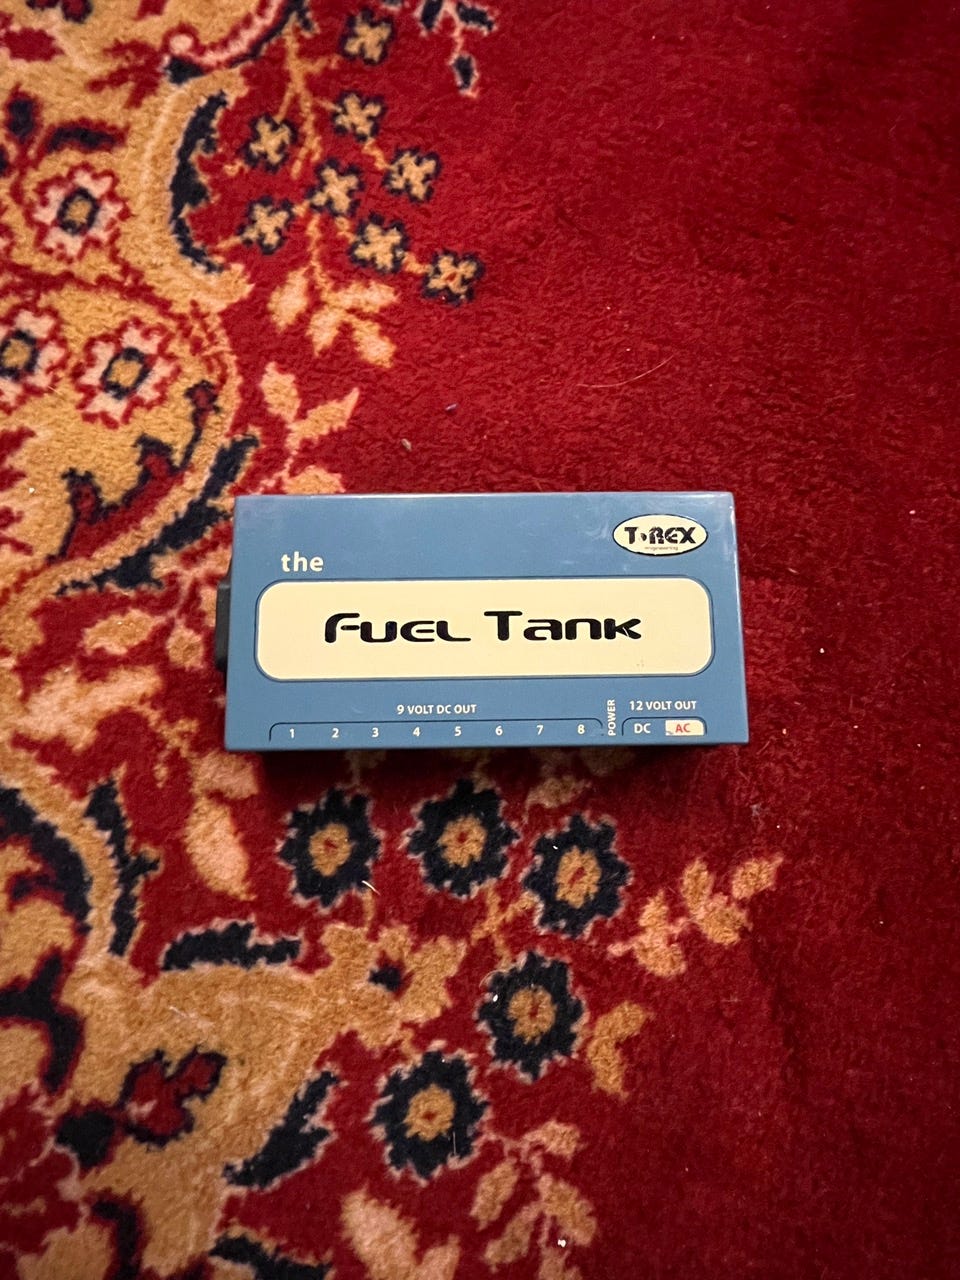 T-REX
engineering
the
Fuel Tank
9 VOLT DC OUT
1 2 3 4 5 6 7 8
POWER
12 VOLT OUT
DC AC